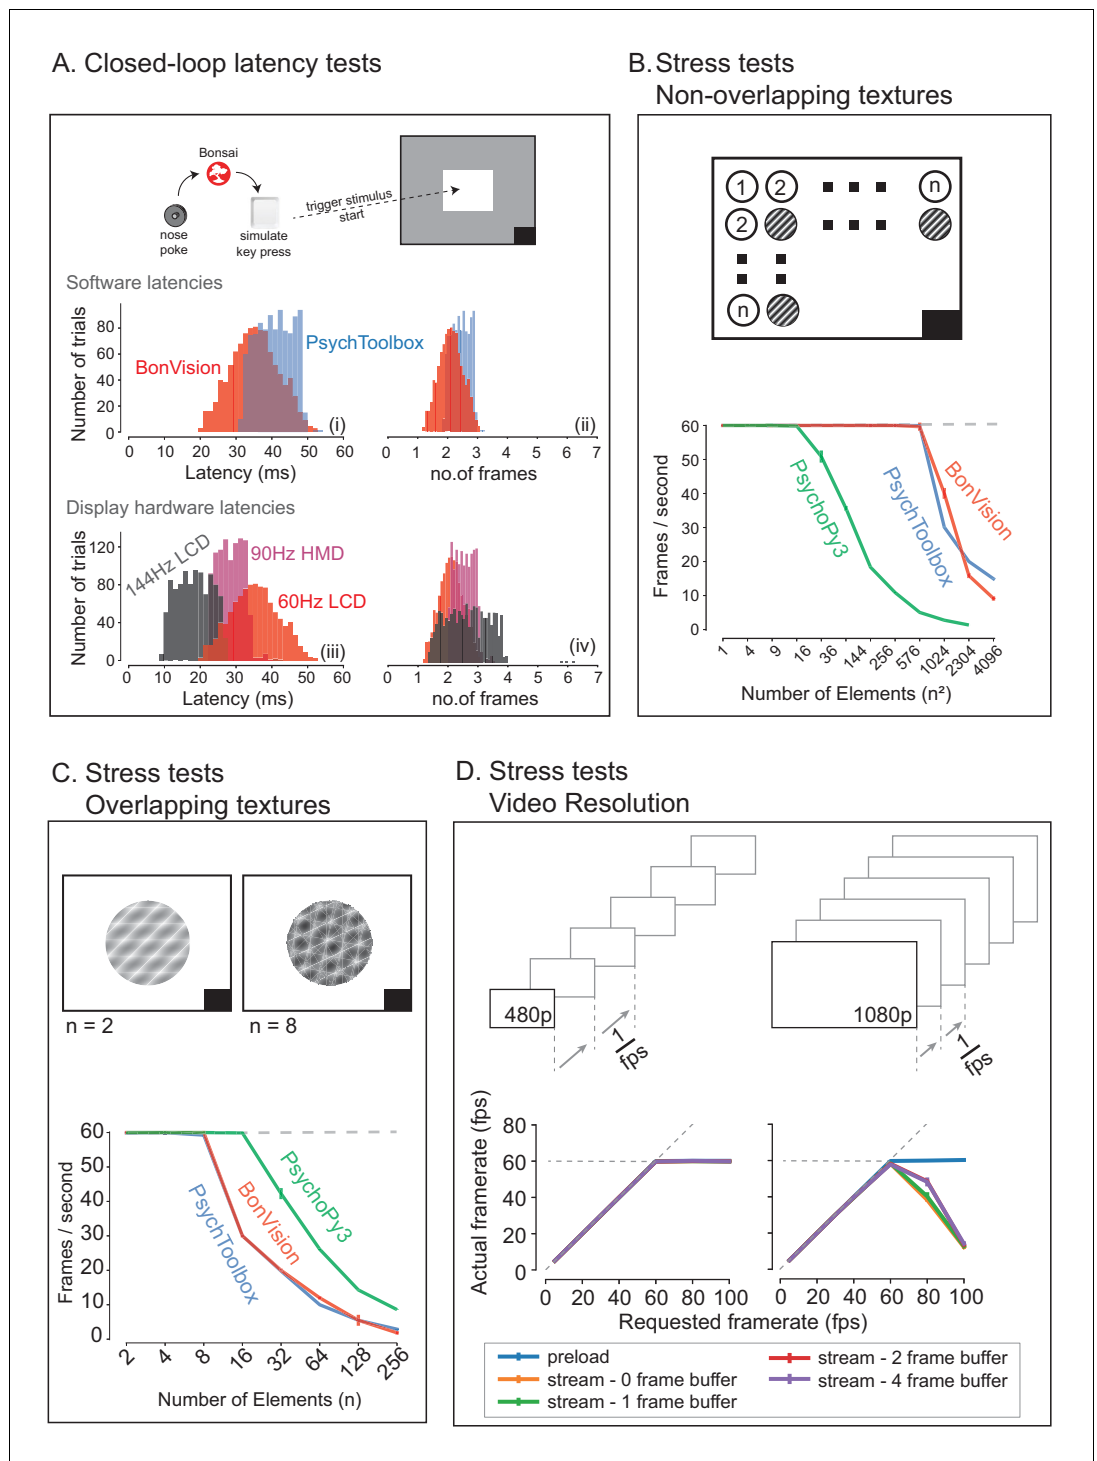 A. Closed-loop latency tests
Bonsai
nose
poke
simulate
key press
trigger stimulus
start
Software latencies
Number of trials
80
60
40
20
0
BonVision
PsychToolbox
(i)
0 10 20 30 40 50 60
Latency (ms)
(ii)
0 1 2 3 4 5 6 7
no.of frames
Display hardware latencies
Number of trials
120
80
40
0
144Hz LCD
90Hz HMD
60Hz LCD
(iii)
0 10 20 30 40 50 60
Latency (ms)
(iv)
0 1 2 3 4 5 6 7
no.of frames
B. Stress tests
Non-overlapping textures
1 2 n
2
n
Frames / second
60
50
40
30
20
10
0
PsychoPy3
PsychToolbox
BonVision
1 4 9 16 36 144 256 576 1024 2304 4096
Number of Elements (n²)
C. Stress tests
Overlapping textures
n = 2
n = 8
Frames / second
60
50
40
30
20
10
0
PsychToolbox
BonVision
PsychoPy3
2 4 8 16 32 64 128 256
Number of Elements (n)
D. Stress tests
Video Resolution
480p
1
fps
1080p
1
fps
Actual framerate (fps)
80
60
40
20
0
0 20 40 60 80 100
80
60
40
20
0
0 20 40 60 80 100
Requested framerate (fps)
preload
stream - 0 frame buffer
stream - 1 frame buffer
stream - 2 frame buffer
stream - 4 frame buffer